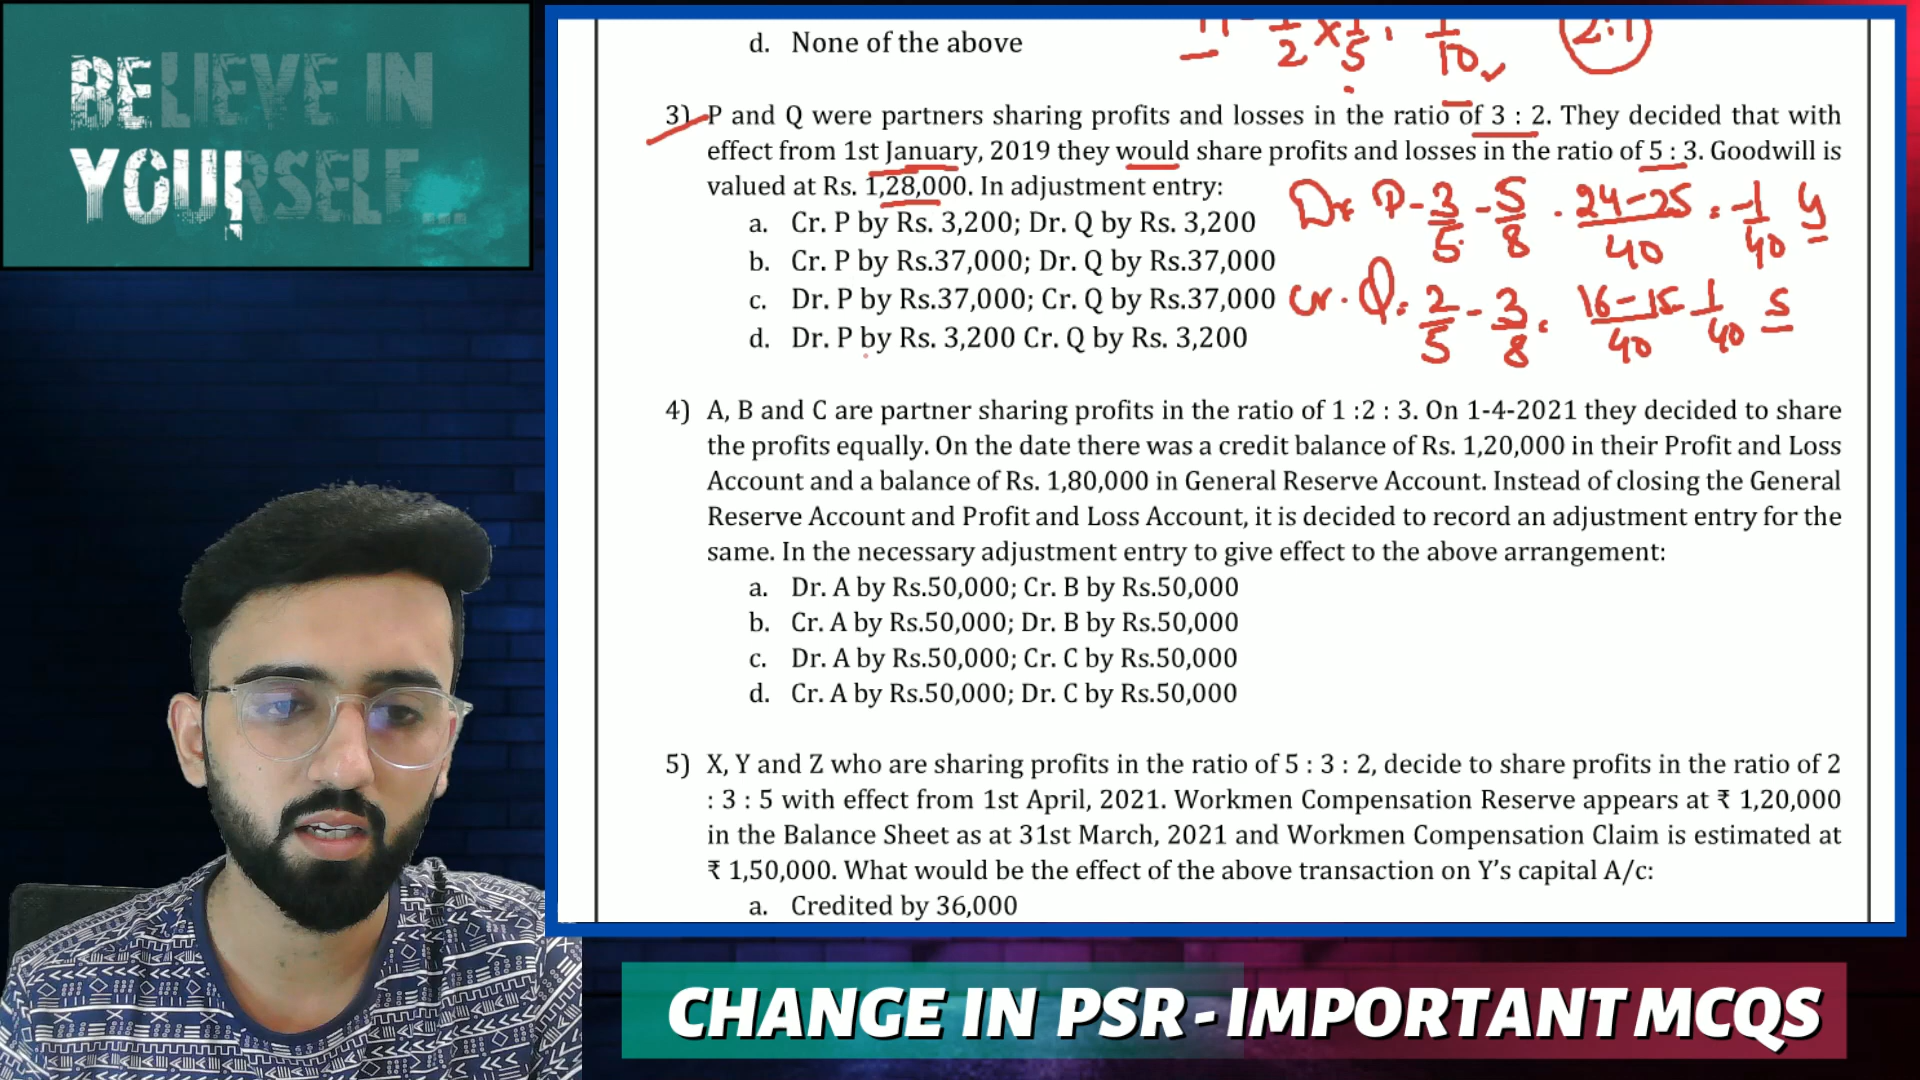 BELIEVE IN
YOURSELF...
d. None of the above
1/2 × 1/5 1/10 2:1
3) P and Q were partners sharing profits and losses in the ratio of 3 : 2. They decided that with
effect from 1st January, 2019 they would share profits and losses in the ratio of 5 : 3. Goodwill is
valued at Rs. 1,28,000. In adjustment entry:
a. Cr. P by Rs. 3,200; Dr. Q by Rs. 3,200
b. Cr. P by Rs.37,000; Dr. Q by Rs.37,000
c. Dr. P by Rs.37,000; Cr. Q by Rs.37,000
d. Dr. P by Rs. 3,200 Cr. Q by Rs. 3,200
Dr P - 3/5 - 5/8 = 24-25/40 = -1/40 G
Cr. Q = 2/5 - 3/8 = 16-15/40 1/40 S
4) A, B and C are partner sharing profits in the ratio of 1 :2 : 3. On 1-4-2021 they decided to share
the profits equally. On the date there was a credit balance of Rs. 1,20,000 in their Profit and Loss
Account and a balance of Rs. 1,80,000 in General Reserve Account. Instead of closing the General
Reserve Account and Profit and Loss Account, it is decided to record an adjustment entry for the
same. In the necessary adjustment entry to give effect to the above arrangement:
a. Dr. A by Rs.50,000; Cr. B by Rs.50,000
b. Cr. A by Rs.50,000; Dr. B by Rs.50,000
c. Dr. A by Rs.50,000; Cr. C by Rs.50,000
d. Cr. A by Rs.50,000; Dr. C by Rs.50,000
5) X, Y and Z who are sharing profits in the ratio of 5 : 3 : 2, decide to share profits in the ratio of 2
: 3 : 5 with effect from 1st April, 2021. Workmen Compensation Reserve appears at ₹ 1,20,000
in the Balance Sheet as at 31st March, 2021 and Workmen Compensation Claim is estimated at
₹ 1,50,000. What would be the effect of the above transaction on Y's capital A/c:
a. Credited by 36,000
CHANGE IN PSR - IMPORTANT MCQS